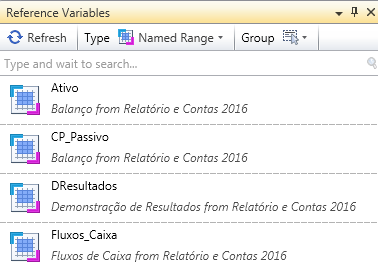 Reference Variables
Refresh Type Named Range Group
Type and wait to search...
Ativo
Balanço from Relatório e Contas 2016
CP_Passivo
Balanço from Relatório e Contas 2016
DResultados
Demonstração de Resultados from Relatório e Contas 2016
Fluxos_Caixa
Fluxos de Caixa from Relatório e Contas 2016